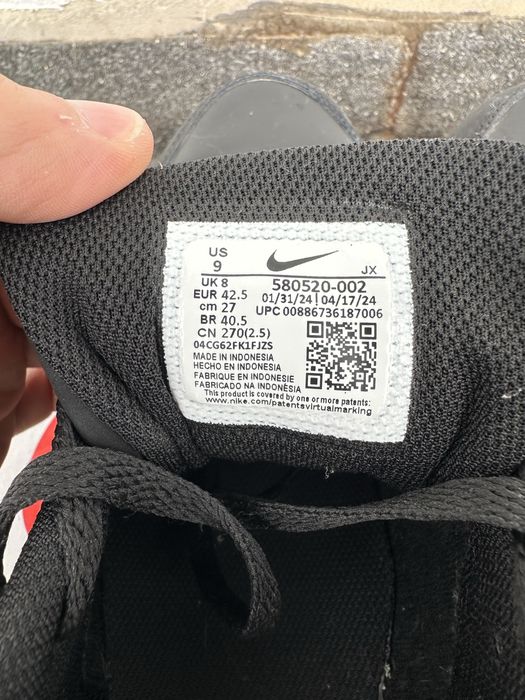 US
9
JX
UK 8
580520-002
EUR 42.5
01/31/24 | 04/17/24
cm 27
UPC 00886736187006
BR 40.5
CN 270(2.5)
04CG62FK1FJZS
MADE IN INDONESIA
HECHO EN INDONESIA
FABRIQUE EN INDONESIE
FABRICADO NA INDONÉSIA
This product is covered by one or more patents:
www.nike.com/patentsvirtualmarking